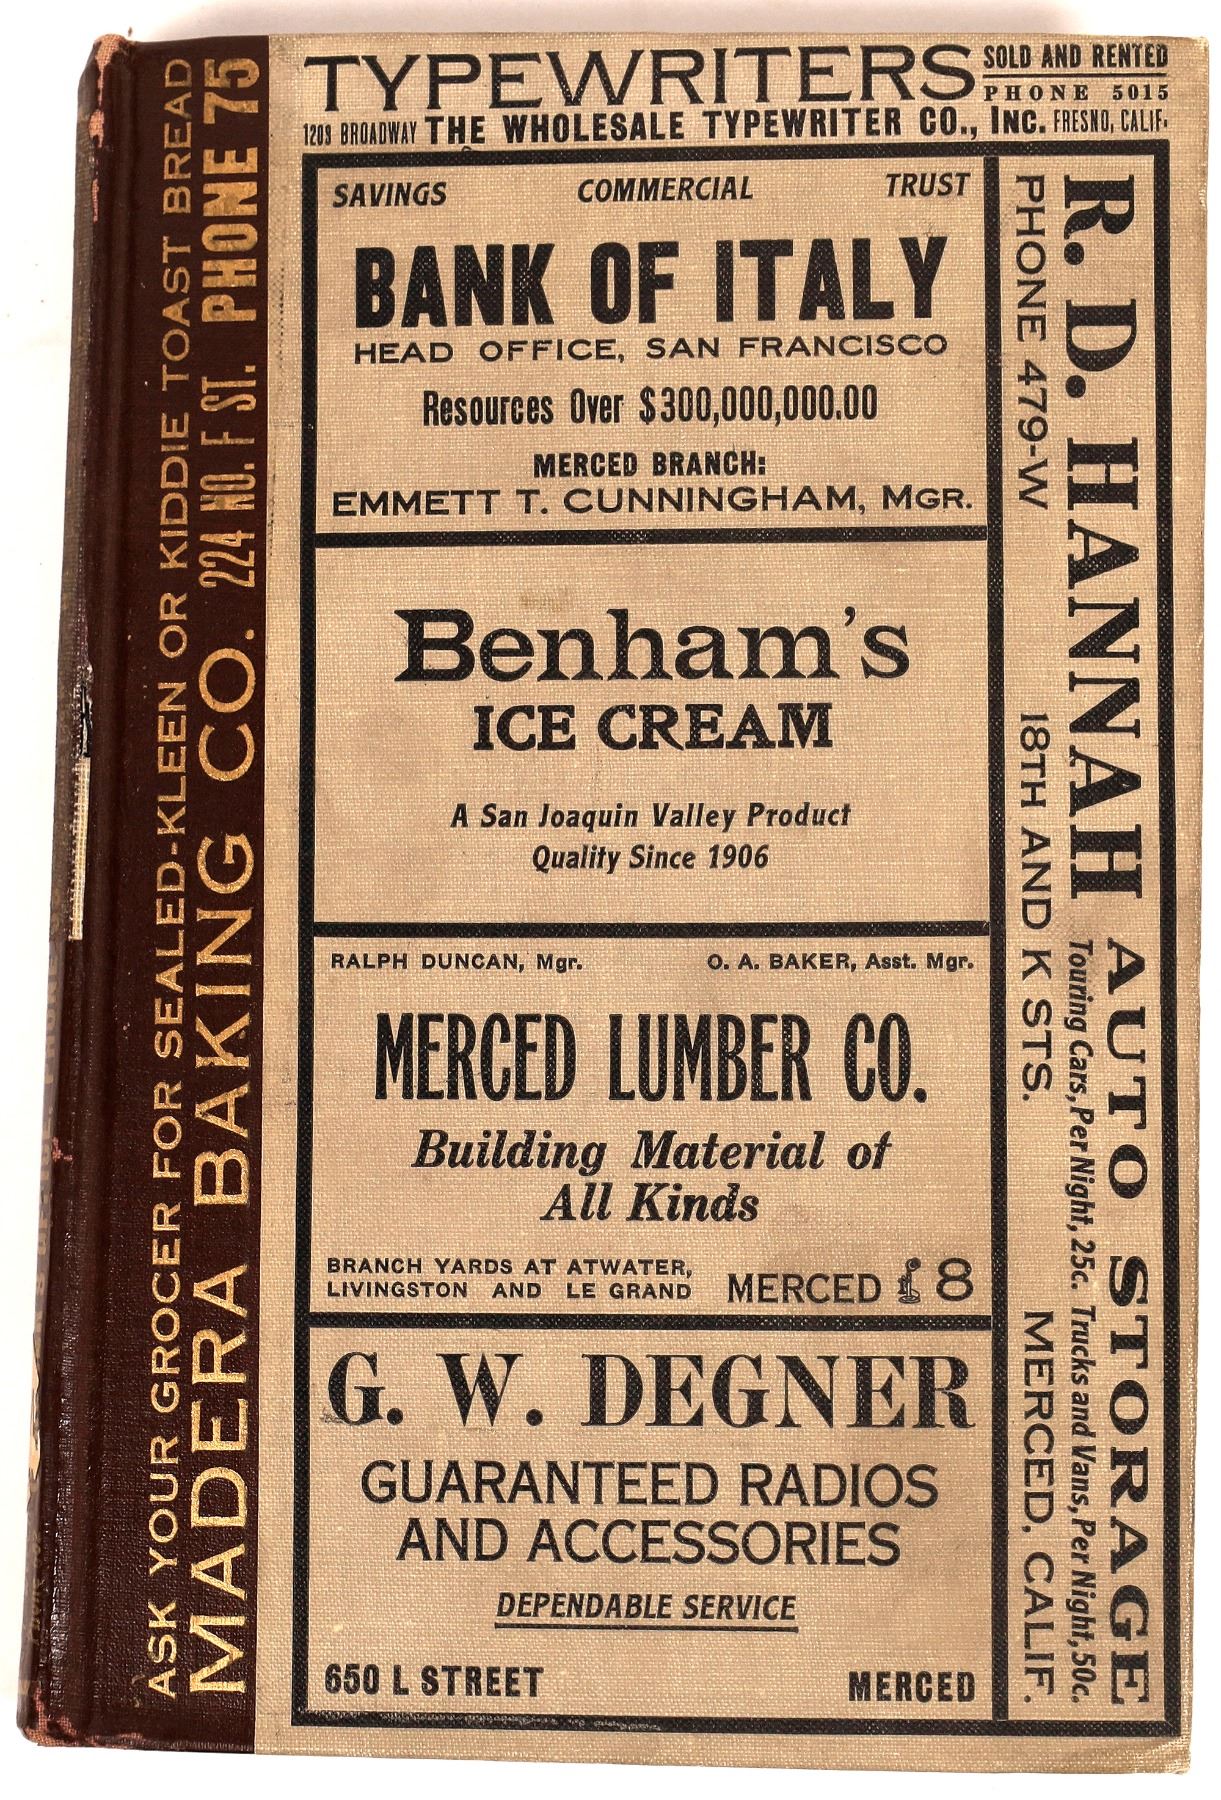 TYPEWRITERS SOLD AND RENTED
PHONE 5015
1209 BROADWAY THE WHOLESALE TYPEWRITER CO., INC. FRESNO, CALIF.
SAVINGS COMMERCIAL TRUST
BANK OF ITALY
HEAD OFFICE, SAN FRANCISCO
Resources Over $300,000,000.00
MERCED BRANCH:
EMMETT T. CUNNINGHAM, MGR.
Benham's
ICE CREAM
A San Joaquin Valley Product
Quality Since 1906
RALPH DUNCAN, Mgr. O. A. BAKER, Asst. Mgr.
MERCED LUMBER CO.
Building Material of
All Kinds
BRANCH YARDS AT ATWATER,
LIVINGSTON AND LE GRAND MERCED 8
G. W. DEGNER
GUARANTEED RADIOS
AND ACCESSORIES
DEPENDABLE SERVICE
650 L STREET MERCED
R. D. HANNAH AUTO STORAGE
Touring Cars, Per Night, 25c. Trucks and Vans, Per Night, 50c.
PHONE 479-W 18TH AND K STS. MERCED, CALIF.
ASK YOUR GROCER FOR SEALED-KLEEN OR KIDDIE TOAST BREAD
MADERA BAKING CO. 224 NO. F ST. PHONE 75